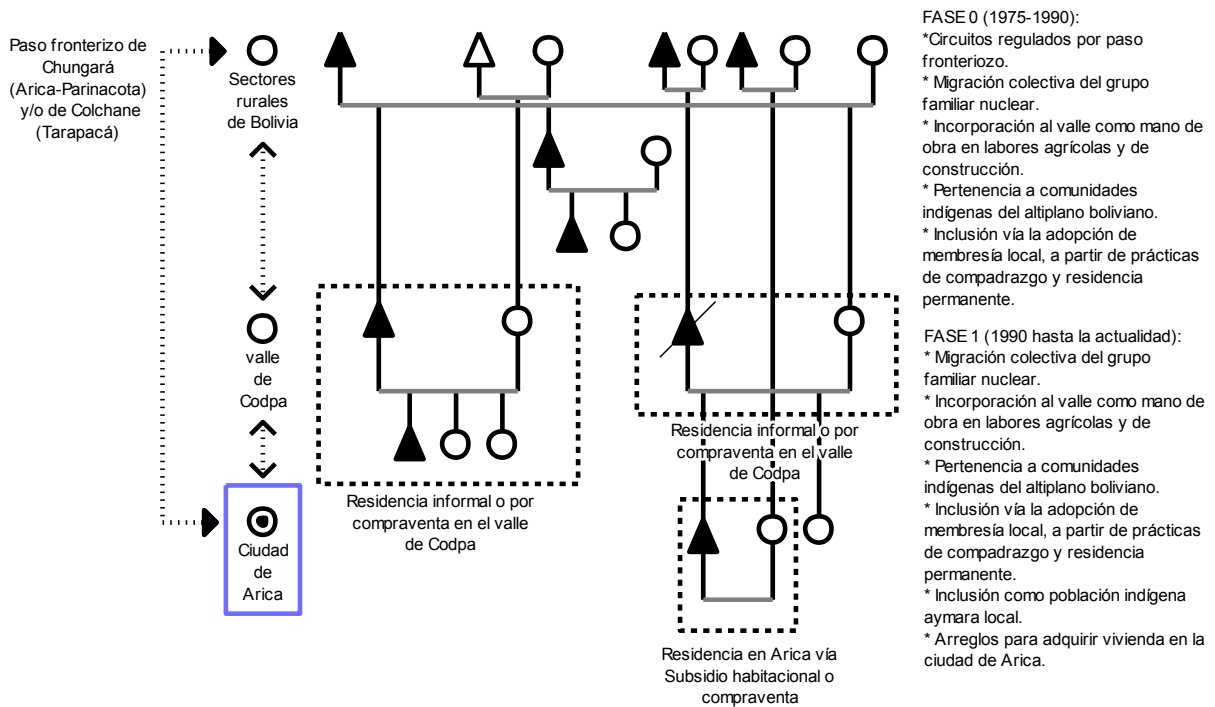 Paso fronterizo de
Chungará
(Arica-Parinacota)
y/o de Colchane
(Tarapacá)
Sectores
rurales
de Bolivia
valle
de
Codpa
Ciudad
de
Arica
Residencia informal o por
compraventa en el valle
de Codpa
Residencia informal o por
compraventa en el valle
de Codpa
Residencia en Arica vía
Subsidio habitacional o
compraventa
FASE 0 (1975-1990):
*Circuitos regulados por paso
fronteriozo.
* Migración colectiva del grupo
familiar nuclear.
* Incorporación al valle como mano de
obra en labores agrícolas y de
construcción.
* Pertenencia a comunidades
indígenas del altiplano boliviano.
* Inclusión vía la adopción de
membresía local, a partir de prácticas
de compadrazgo y residencia
permanente.
FASE 1 (1990 hasta la actualidad):
* Migración colectiva del grupo
familiar nuclear.
* Incorporación al valle como mano de
obra en labores agrícolas y de
construcción.
* Pertenencia a comunidades
indígenas del altiplano boliviano.
* Inclusión vía la adopción de
membresía local, a partir de prácticas
de compadrazgo y residencia
permanente.
* Inclusión como población indígena
aymara local.
* Arreglos para adquirir vivienda en la
ciudad de Arica.